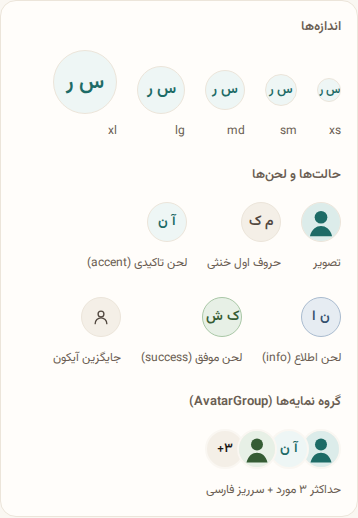 اندازه‌ها
س ر س ر س ر س ر س ر
xs sm md lg xl
حالت‌ها و لحن‌ها
م ک آ ن
تصویر حروف اول خنثی لحن تاکیدی (accent)
ن ا ک ش
لحن اطلاع (info) لحن موفق (success) جایگزین آیکون
گروه نمایه‌ها (AvatarGroup)
آ ن +۳
حداکثر ۳ مورد + سرریز فارسی